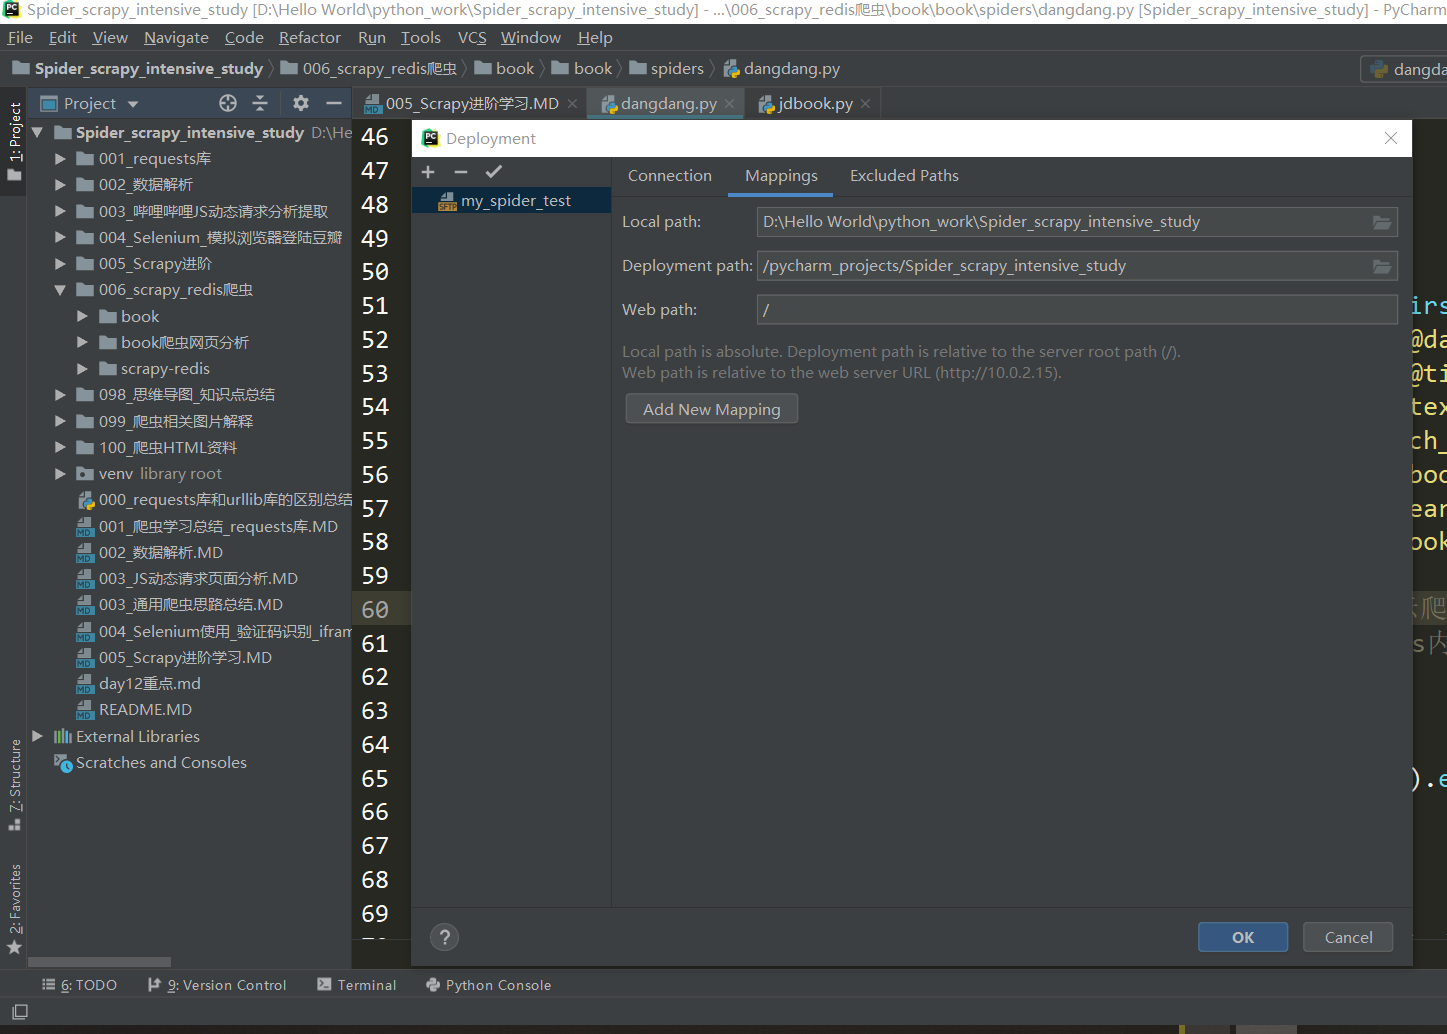 Spider_scrapy_intensive_study [D:\Hello World\python_work\Spider_scrapy_intensive_study] - ...\006_scrapy_redis爬虫\book\book\spiders\dangdang.py [Spider_scrapy_intensive_study] - PyCharm
File Edit View Navigate Code Refactor Run Tools VCS Window Help
Spider_scrapy_intensive_study 006_scrapy_redis爬虫 book book spiders dangdang.py
Project 005_Scrapy进阶学习.MD dangdang.py jdbook.py
1: Project
Spider_scrapy_intensive_study D:\He
001_requests库
002_数据解析
003_哔哩哔哩JS动态请求分析提取
004_Selenium_模拟浏览器登陆豆瓣
005_Scrapy进阶
006_scrapy_redis爬虫
book
book爬虫网页分析
scrapy-redis
098_思维导图_知识点总结
099_爬虫相关图片解释
100_爬虫HTML资料
venv library root
000_requests库和urllib库的区别总结
001_爬虫学习总结_requests库.MD
002_数据解析.MD
003_JS动态请求页面分析.MD
003_通用爬虫思路总结.MD
004_Selenium使用_验证码识别_ifram
005_Scrapy进阶学习.MD
day12重点.md
README.MD
External Libraries
Scratches and Consoles
7: Structure
2: Favorites
46
47
48
49
50
51
52
53
54
55
56
57
58
59
60
61
62
63
64
65
66
67
68
69
Deployment
my_spider_test
Connection Mappings Excluded Paths
Local path: D:\Hello World\python_work\Spider_scrapy_intensive_study
Deployment path: /pycharm_projects/Spider_scrapy_intensive_study
Web path: /
Local path is absolute. Deployment path is relative to the server root path (/).
Web path is relative to the web server URL (http://10.0.2.15).
Add New Mapping
? OK Cancel
6: TODO 9: Version Control Terminal Python Console